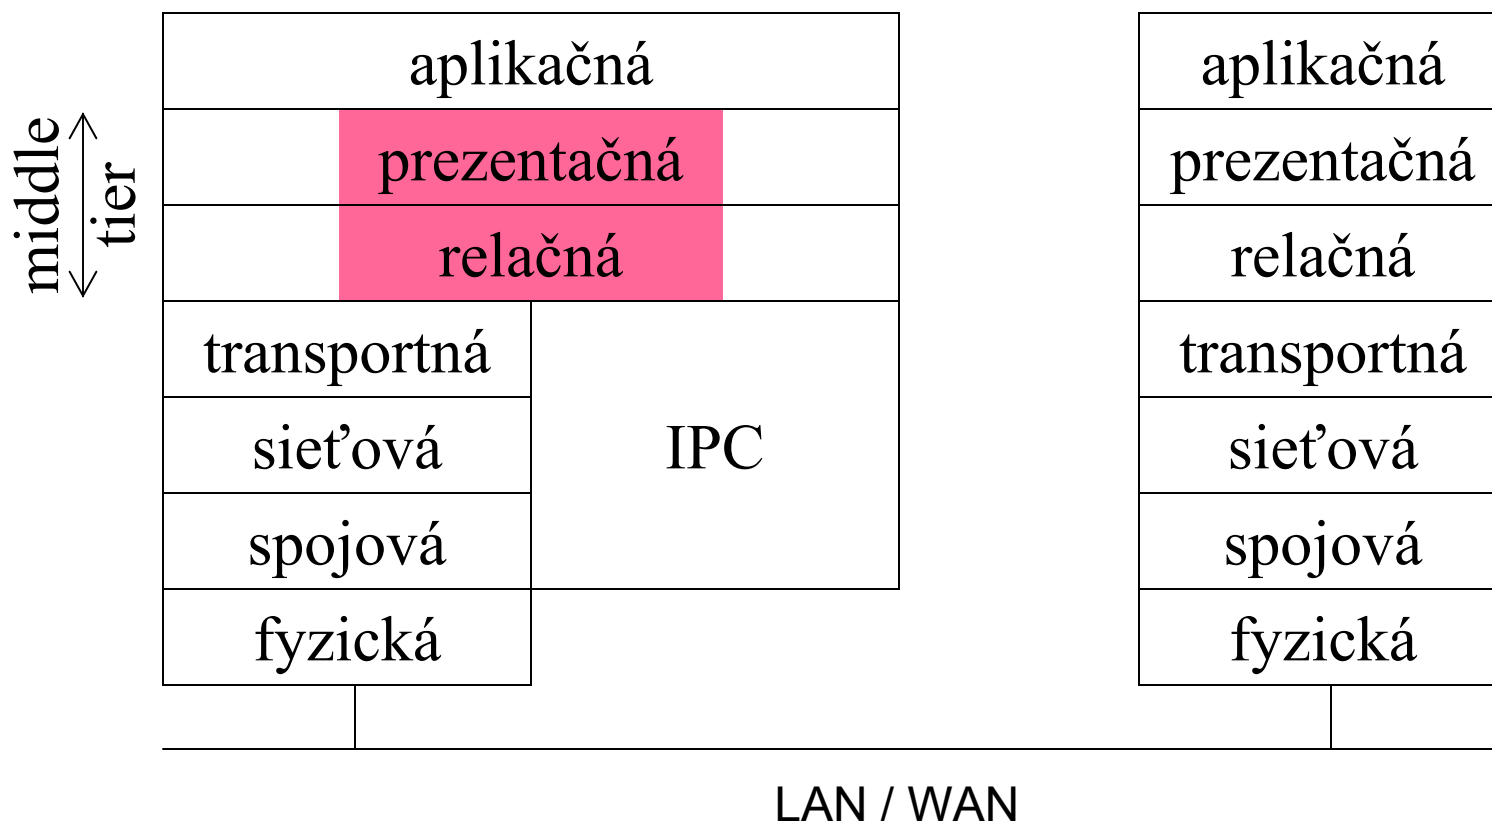 aplikačná
prezentačná
relačná
middle
tier
transportná
sieťová
spojová
fyzická
IPC
aplikačná
prezentačná
relačná
transportná
sieťová
spojová
fyzická
LAN / WAN